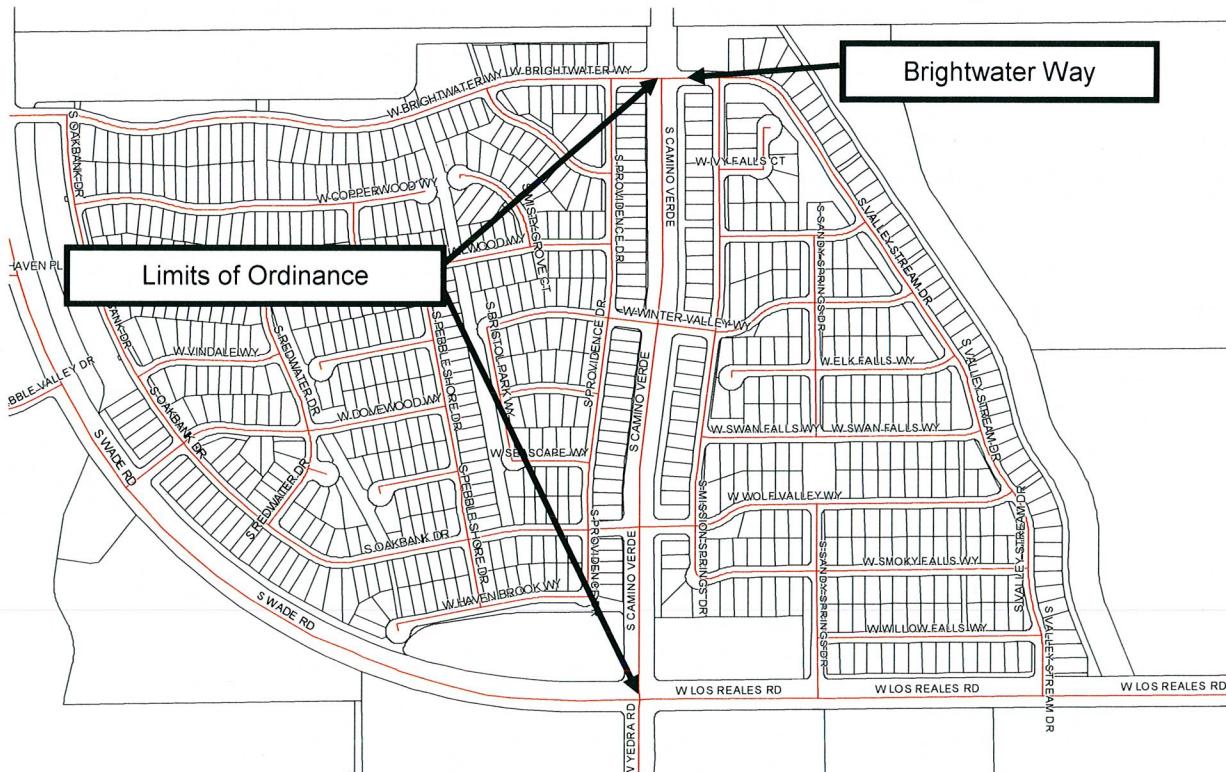 Brightwater Way
W BRIGHTWATER WY
W BRIGHTWATER WY
S OAKBANK DR
S CAMINO VERDE
W IVY FALLS CT
S PROVIDENCE DR
W COPPERWOOD WY
S MISTY GROVE CT
S VALLEY STREAM DR
S SANDY SPRINGS DR
Limits of Ordinance
HAVEN PL
W WINTER VALLEY WY
S BRISTOL PARK WY
S PEBBLE SHORE DR
S REDWATER DR
W VINDALE WY
S PROVIDENCE DR
S CAMINO VERDE
W ELK FALLS WY
S VALLEY STREAM DR
S OAKBANK DR
W DOVEWOOD WY
W SWAN FALLS WY
W SWAN FALLS WY
S WADE RD
W SEASCAPE WY
S REDWATER DR
S PEBBLE SHORE DR
W WOLF VALLEY WY
S MISSION SPRINGS DR
S PROVIDENCE DR
S OAKBANK DR
S CAMINO VERDE
S SANDY SPRINGS DR
W SMOKY FALLS WY
S VALLEY STREAM DR
W HAVEN BROOK WY
S WADE RD
W WILLOW FALLS WY
S VALLEY STREAM DR
W LOS REALES RD
W LOS REALES RD
W LOS REALES RD
YEDRA RD